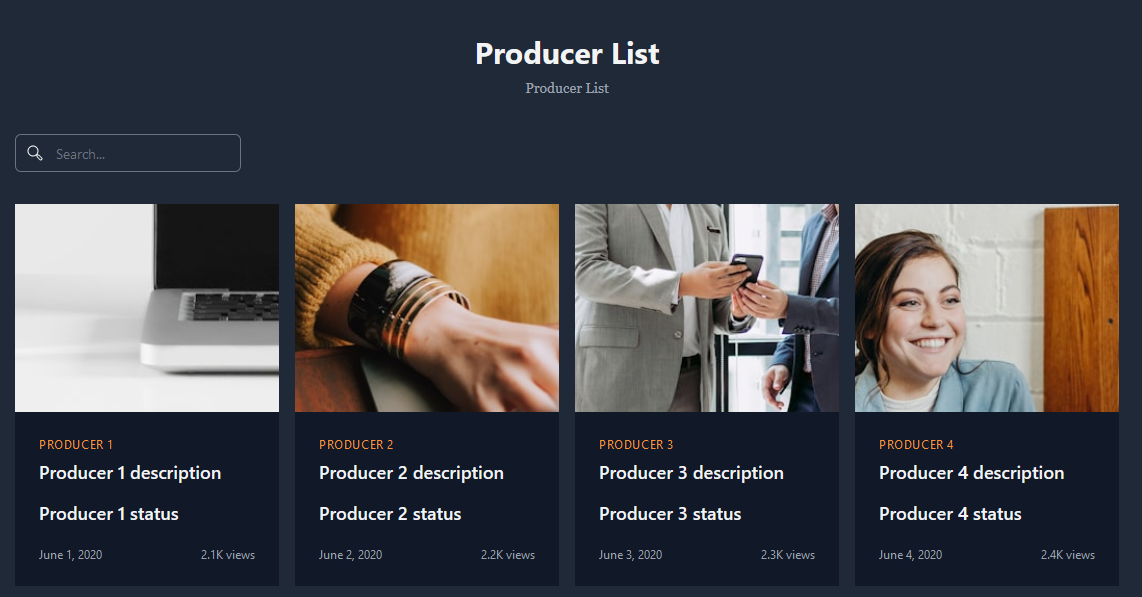 Producer List
Producer List
Search...
PRODUCER 1
Producer 1 description
Producer 1 status
June 1, 2020 2.1K views
PRODUCER 2
Producer 2 description
Producer 2 status
June 2, 2020 2.2K views
PRODUCER 3
Producer 3 description
Producer 3 status
June 3, 2020 2.3K views
PRODUCER 4
Producer 4 description
Producer 4 status
June 4, 2020 2.4K views